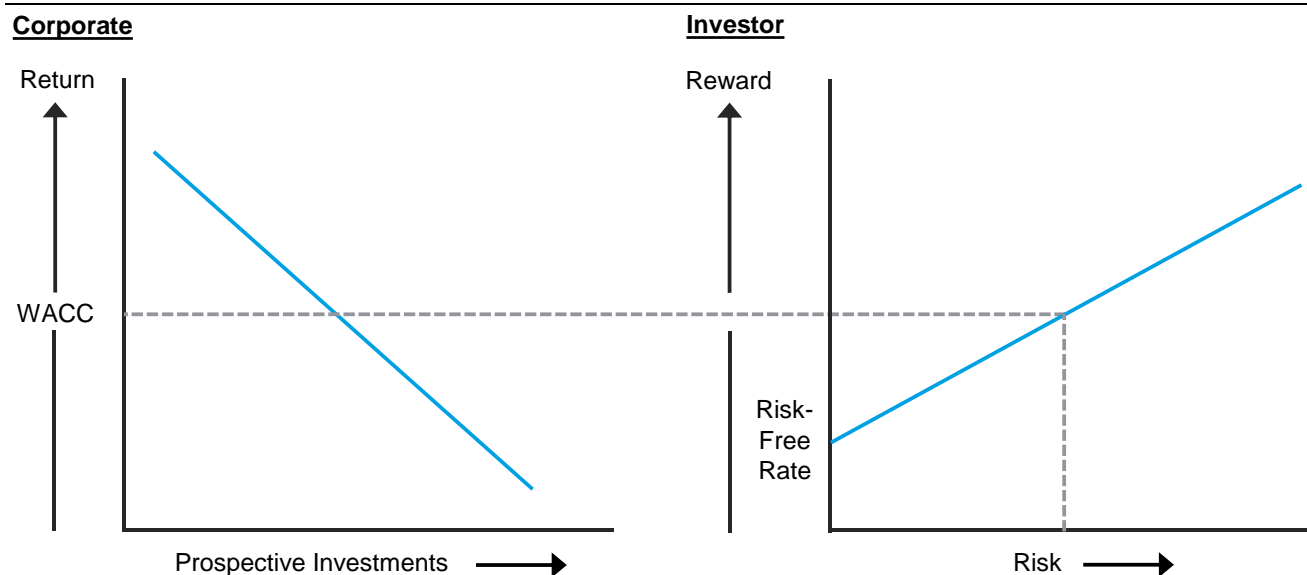 Corporate
Investor
Return
Reward
WACC
Risk-
Free
Rate
Prospective Investments
Risk